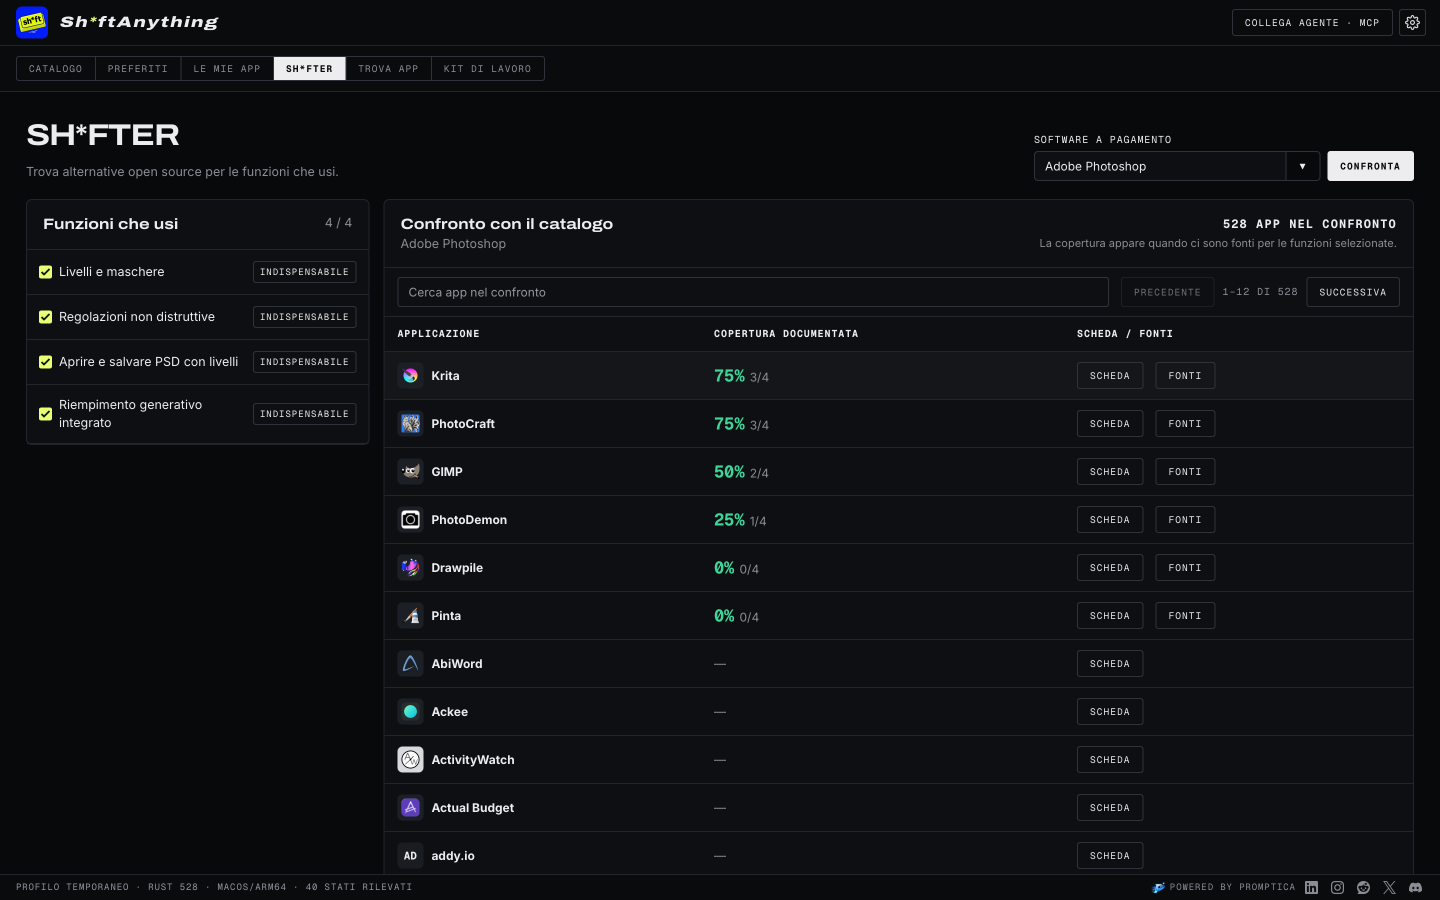 sh*ft
Sh*ftAnything
COLLEGA AGENTE · MCP
CATALOGO
PREFERITI
LE MIE APP
SH*FTER
TROVA APP
KIT DI LAVORO
SH*FTER
Trova alternative open source per le funzioni che usi.
SOFTWARE A PAGAMENTO
Adobe Photoshop
CONFRONTA
Funzioni che usi
4 / 4
Livelli e maschere
INDISPENSABILE
Regolazioni non distruttive
INDISPENSABILE
Aprire e salvare PSD con livelli
INDISPENSABILE
Riempimento generativo
integrato
INDISPENSABILE
Confronto con il catalogo
Adobe Photoshop
528 APP NEL CONFRONTO
La copertura appare quando ci sono fonti per le funzioni selezionate.
Cerca app nel confronto
PRECEDENTE
1–12 DI 528
SUCCESSIVA
APPLICAZIONE
COPERTURA DOCUMENTATA
SCHEDA / FONTI
Krita
75% 3/4
SCHEDA
FONTI
PhotoCraft
75% 3/4
SCHEDA
FONTI
GIMP
50% 2/4
SCHEDA
FONTI
PhotoDemon
25% 1/4
SCHEDA
FONTI
Drawpile
0% 0/4
SCHEDA
FONTI
Pinta
0% 0/4
SCHEDA
FONTI
AbiWord
—
SCHEDA
Ackee
—
SCHEDA
ActivityWatch
—
SCHEDA
Actual Budget
—
SCHEDA
AD
addy.io
—
SCHEDA
PROFILO TEMPORANEO · RUST 528 · MACOS/ARM64 · 40 STATI RILEVATI
POWERED BY PROMPTICA